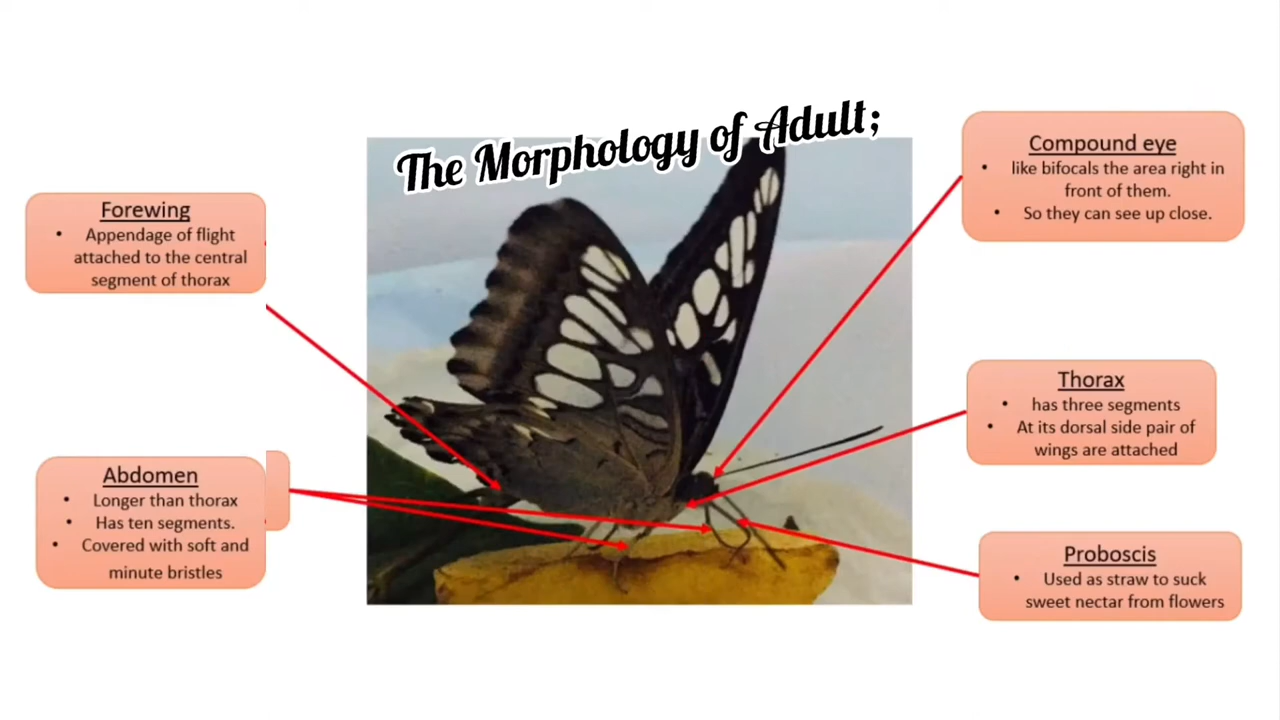 The Morphology of Adult;
Forewing
• Appendage of flight
attached to the central
segment of thorax
Abdomen
• Longer than thorax
• Has ten segments.
• Covered with soft and
minute bristles
Compound eye
• like bifocals the area right in
front of them.
• So they can see up close.
Thorax
• has three segments
• At its dorsal side pair of
wings are attached
Proboscis
• Used as straw to suck
sweet nectar from flowers